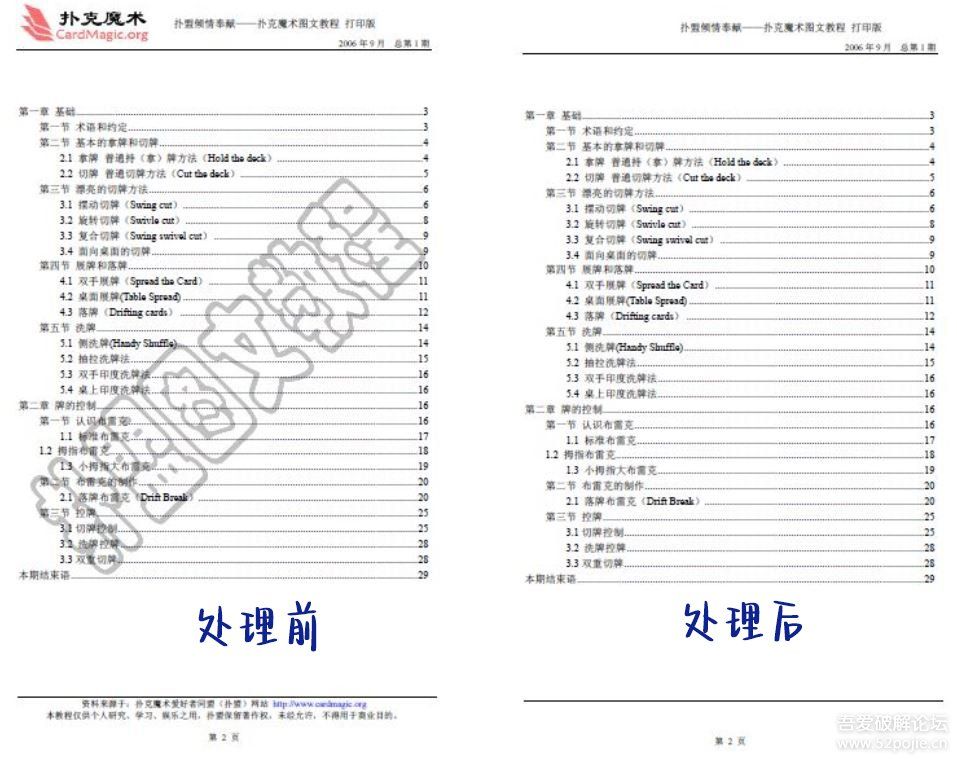 扑克魔术
CardMagic.org
扑盟倾情奉献——扑克魔术图文教程 打印版
2006年9月 总第1期
第一章 基础 3
第一节 术语和约定 3
第二节 基本的拿牌和切牌 4
2.1 拿牌 普通持（拿）牌方法（Hold the deck） 4
2.2 切牌 普通切牌方法（Cut the deck） 5
第三节 漂亮的切牌方法 6
3.1 摆动切牌（Swing cut） 6
3.2 旋转切牌（Swivle cut） 8
3.3 复合切牌（Swing swivel cut） 9
3.4 面向桌面的切牌 9
第四节 展牌和落牌 10
4.1 双手展牌（Spread the Card） 11
4.2 桌面展牌(Table Spread) 11
4.3 落牌（Drifting cards） 12
第五节 洗牌 14
5.1 侧洗牌(Handy Shuffle) 14
5.2 抽拉洗牌法 15
5.3 双手印度洗牌法 16
5.4 桌上印度洗牌法 16
第二章 牌的控制 16
第一节 认识布雷克 16
1.1 标准布雷克 17
1.2 拇指布雷克 18
1.3 小拇指大布雷克 19
第二节 布雷克的制作 20
2.1 落牌布雷克（Drift Break） 20
第三节 控牌 25
3.1 切牌控制 25
3.2 洗牌控牌 28
3.3 双重切牌 28
本期结束语 29
扑盟图文教程
处理前
资料来源于：扑克魔术爱好者同盟（扑盟）网站 http://www.cardmagic.org
本教程仅供个人研究、学习、娱乐之用，扑盟保留著作权，未经允许，不得用于商业目的。
第 2 页
扑盟倾情奉献——扑克魔术图文教程 打印版
2006年9月 总第1期
第一章 基础 3
第一节 术语和约定 3
第二节 基本的拿牌和切牌 4
2.1 拿牌 普通持（拿）牌方法（Hold the deck） 4
2.2 切牌 普通切牌方法（Cut the deck） 5
第三节 漂亮的切牌方法 6
3.1 摆动切牌（Swing cut） 6
3.2 旋转切牌（Swivle cut） 8
3.3 复合切牌（Swing swivel cut） 9
3.4 面向桌面的切牌 9
第四节 展牌和落牌 10
4.1 双手展牌（Spread the Card） 11
4.2 桌面展牌(Table Spread) 11
4.3 落牌（Drifting cards） 12
第五节 洗牌 14
5.1 侧洗牌(Handy Shuffle) 14
5.2 抽拉洗牌法 15
5.3 双手印度洗牌法 16
5.4 桌上印度洗牌法 16
第二章 牌的控制 16
第一节 认识布雷克 16
1.1 标准布雷克 17
1.2 拇指布雷克 18
1.3 小拇指大布雷克 19
第二节 布雷克的制作 20
2.1 落牌布雷克（Drift Break） 20
第三节 控牌 25
3.1 切牌控制 25
3.2 洗牌控牌 28
3.3 双重切牌 28
本期结束语 29
处理后
第 2 页
吾爱破解论坛
www.52pojie.cn